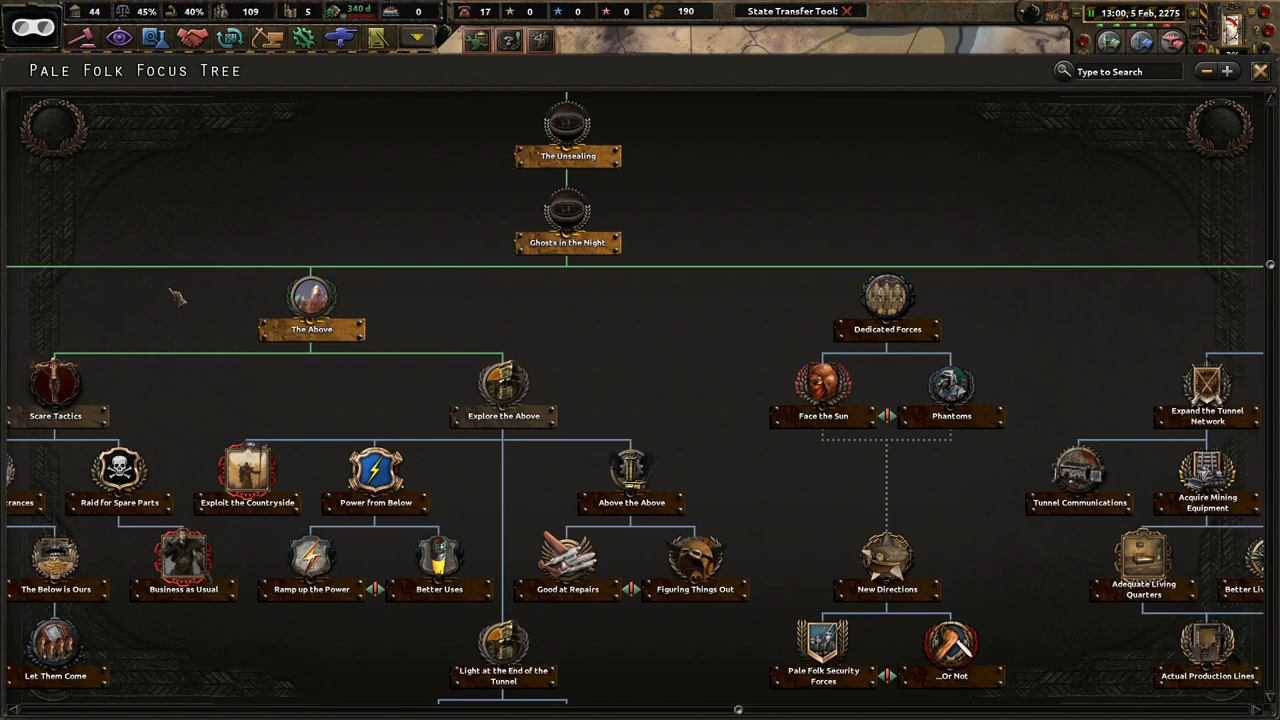 44
45%
40%
109
5
340 d
0
17
0
0
0
190
State Transfer Tool:
13:00, 5 Feb, 2275
PALE FOLK FOCUS TREE
Type to Search
The Unsealing
Ghosts in the Night
The Above
Dedicated Forces
Scare Tactics
Explore the Above
Face the Sun
Phantoms
Expand the Tunnel
Network
trances
Raid for Spare Parts
Exploit the Countryside
Power from Below
Above the Above
Tunnel Communications
Acquire Mining
Equipment
The Below is Ours
Business as Usual
Ramp up the Power
Better Uses
Good at Repairs
Figuring Things Out
New Directions
Adequate Living
Quarters
Better Liv
Let Them Come
Light at the End of the
Tunnel
Pale Folk Security
Forces
...Or Not
Actual Production Lines